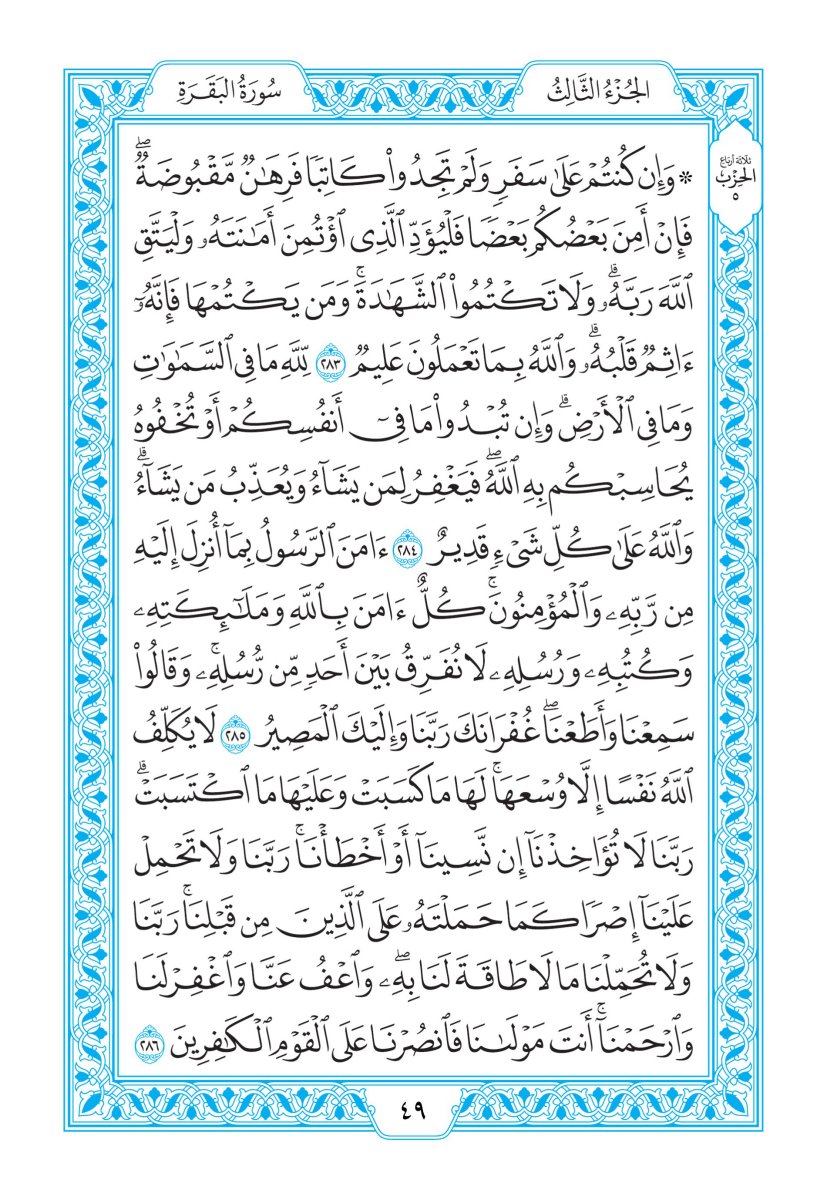 الجُزْءُ الثَّالِثُ
سُورَةُ البَقَرَةِ
ثلاثة أرباع
الحِزْب
٥
۞ وَإِن كُنتُمۡ عَلَىٰ سَفَرٖ وَلَمۡ تَجِدُواْ كَاتِبٗا فَرِهَٰنٞ مَّقۡبُوضَةٞۖ
فَإِنۡ أَمِنَ بَعۡضُكُم بَعۡضٗا فَلۡيُؤَدِّ ٱلَّذِي ٱؤۡتُمِنَ أَمَٰنَتَهُۥ وَلۡيَتَّقِ
ٱللَّهَ رَبَّهُۥۗ وَلَا تَكۡتُمُواْ ٱلشَّهَٰدَةَۚ وَمَن يَكۡتُمۡهَا فَإِنَّهُۥٓ
ءَاثِمٞ قَلۡبُهُۥۗ وَٱللَّهُ بِمَا تَعۡمَلُونَ عَلِيمٞ ٢٨٣ لِّلَّهِ مَا فِي ٱلسَّمَٰوَٰتِ
وَمَا فِي ٱلۡأَرۡضِۗ وَإِن تُبۡدُواْ مَا فِيٓ أَنفُسِكُمۡ أَوۡ تُخۡفُوهُ
يُحَاسِبۡكُم بِهِ ٱللَّهُۖ فَيَغۡفِرُ لِمَن يَشَآءُ وَيُعَذِّبُ مَن يَشَآءُۗ
وَٱللَّهُ عَلَىٰ كُلِّ شَيۡءٖ قَدِيرٌ ٢٨٤ ءَامَنَ ٱلرَّسُولُ بِمَآ أُنزِلَ إِلَيۡهِ
مِن رَّبِّهِۦ وَٱلۡمُؤۡمِنُونَۚ كُلٌّ ءَامَنَ بِٱللَّهِ وَمَلَٰٓئِكَتِهِۦ
وَكُتُبِهِۦ وَرُسُلِهِۦ لَا نُفَرِّقُ بَيۡنَ أَحَدٖ مِّن رُّسُلِهِۦۚ وَقَالُواْ
سَمِعۡنَا وَأَطَعۡنَاۖ غُفۡرَانَكَ رَبَّنَا وَإِلَيۡكَ ٱلۡمَصِيرُ ٢٨٥ لَا يُكَلِّفُ
ٱللَّهُ نَفۡسًا إِلَّا وُسۡعَهَاۚ لَهَا مَا كَسَبَتۡ وَعَلَيۡهَا مَا ٱكۡتَسَبَتۡۗ
رَبَّنَا لَا تُؤَاخِذۡنَآ إِن نَّسِينَآ أَوۡ أَخۡطَأۡنَاۚ رَبَّنَا وَلَا تَحۡمِلۡ
عَلَيۡنَآ إِصۡرٗا كَمَا حَمَلۡتَهُۥ عَلَى ٱلَّذِينَ مِن قَبۡلِنَاۚ رَبَّنَا
وَلَا تُحَمِّلۡنَا مَا لَا طَاقَةَ لَنَا بِهِۦۖ وَٱعۡفُ عَنَّا وَٱغۡفِرۡ لَنَا
وَٱرۡحَمۡنَآۚ أَنتَ مَوۡلَىٰنَا فَٱنصُرۡنَا عَلَى ٱلۡقَوۡمِ ٱلۡكَٰفِرِينَ ٢٨٦
٤٩